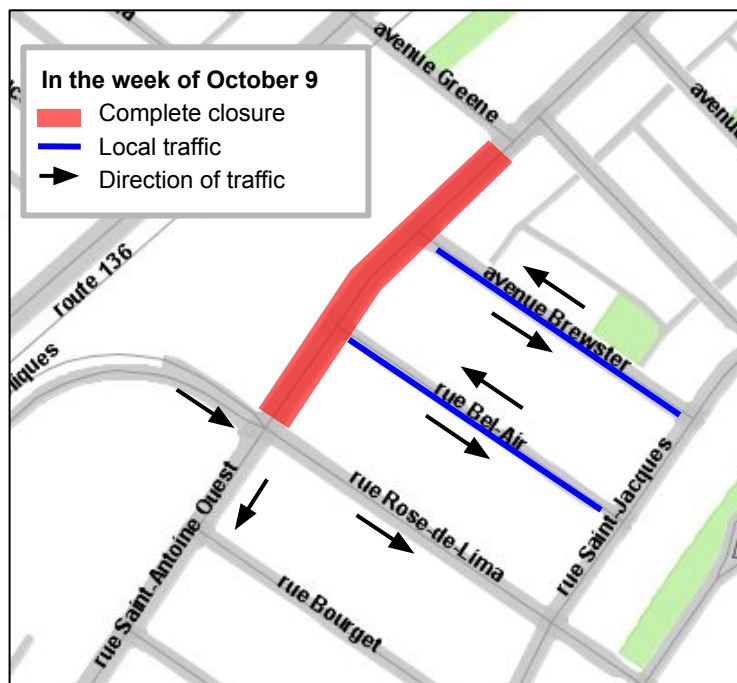 In the week of October 9
Complete closure
Local traffic
Direction of traffic
avenue Greene
route 136
avenue Brewster
rue Bel-Air
rue Saint-Jacques
rue Rose-de-Lima
rue Saint-Antoine Ouest
rue Bourget